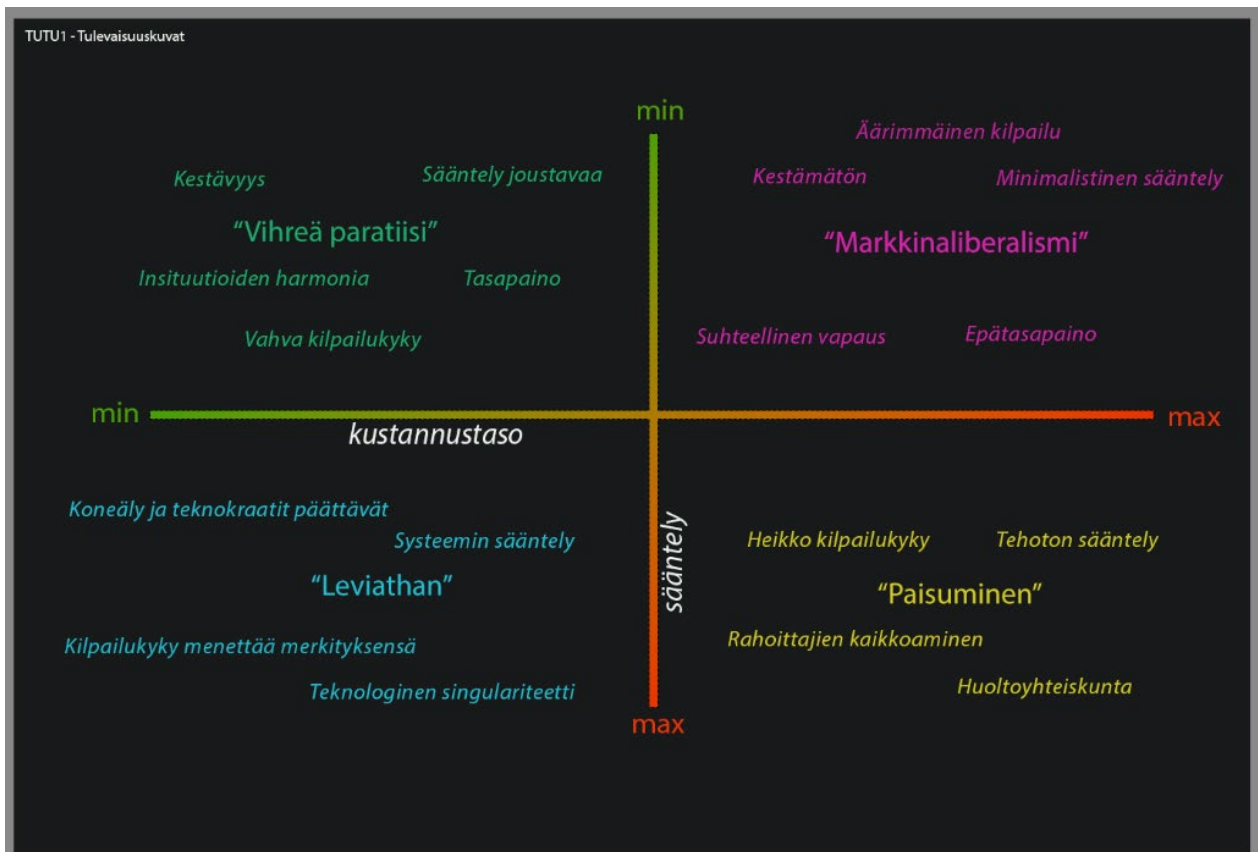 TUTU1 - Tulevaisuuskuvat
min
Kestävyys
Sääntely joustavaa
“Vihreä paratiisi”
Insituutioiden harmonia
Tasapaino
Vahva kilpailukyky
Äärimmäinen kilpailu
Kestämätön
Minimalistinen sääntely
“Markkinaliberalismi”
Suhteellinen vapaus
Epätasapaino
min
kustannustaso
max
Koneäly ja teknokraatit päättävät
Systeemin sääntely
“Leviathan”
Kilpailukyky menettää merkityksensä
Teknologinen singulariteetti
sääntely
Heikko kilpailukyky
Tehoton sääntely
“Paisuminen”
Rahoittajien kaikkoaminen
Huoltoyhteiskunta
max